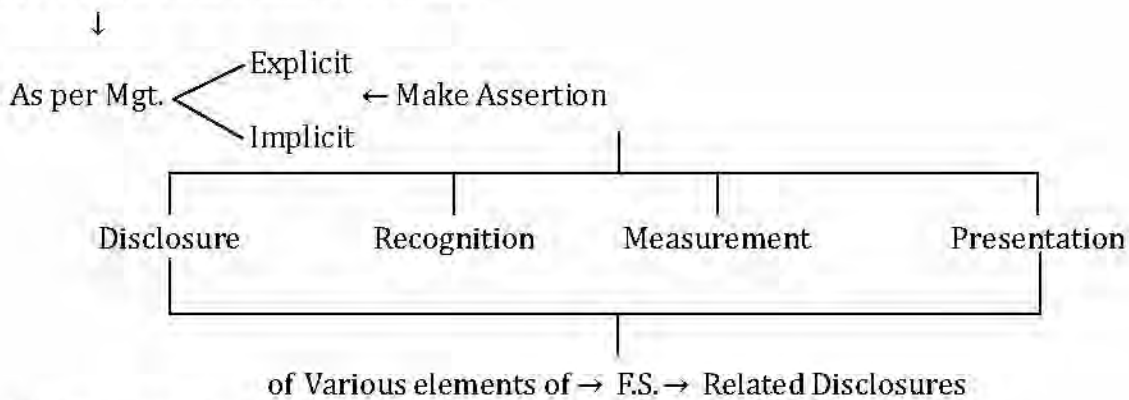 ↓
Explicit
As per Mgt. ← Make Assertion
Implicit
Disclosure Recognition Measurement Presentation
of Various elements of → F.S. → Related Disclosures